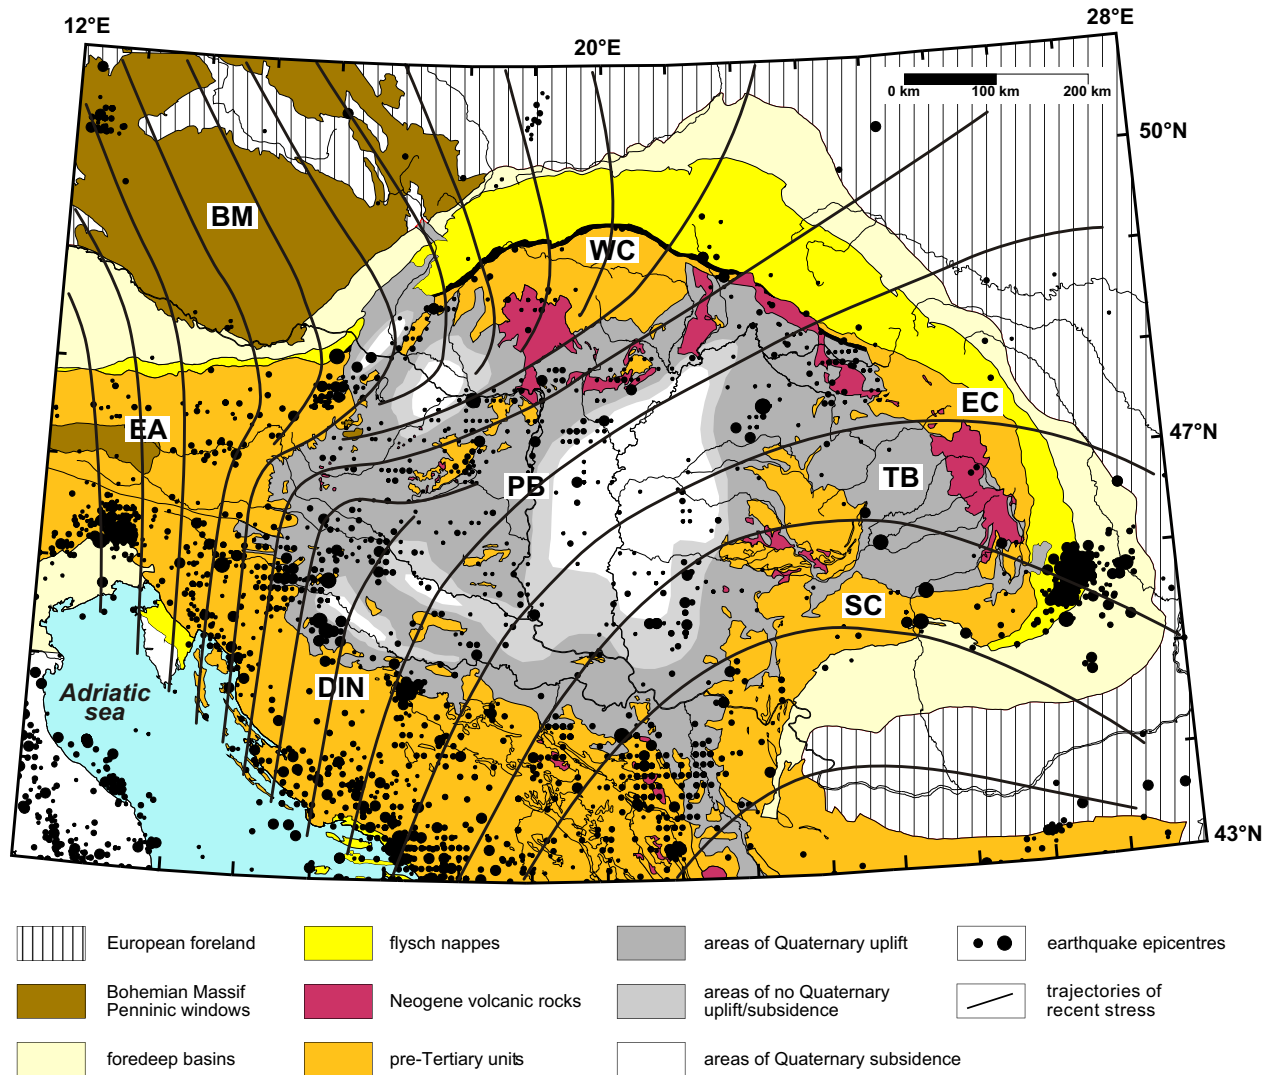 12°E
28°E
20°E
0 km 100 km 200 km
50°N
BM
WC
EC
EA
47°N
TB
PB
SC
DIN
Adriatic
sea
43°N
European foreland
flysch nappes
areas of Quaternary uplift
earthquake epicentres
Bohemian Massif
Penninic windows
Neogene volcanic rocks
areas of no Quaternary
uplift/subsidence
trajectories of
recent stress
foredeep basins
pre-Tertiary units
areas of Quaternary subsidence